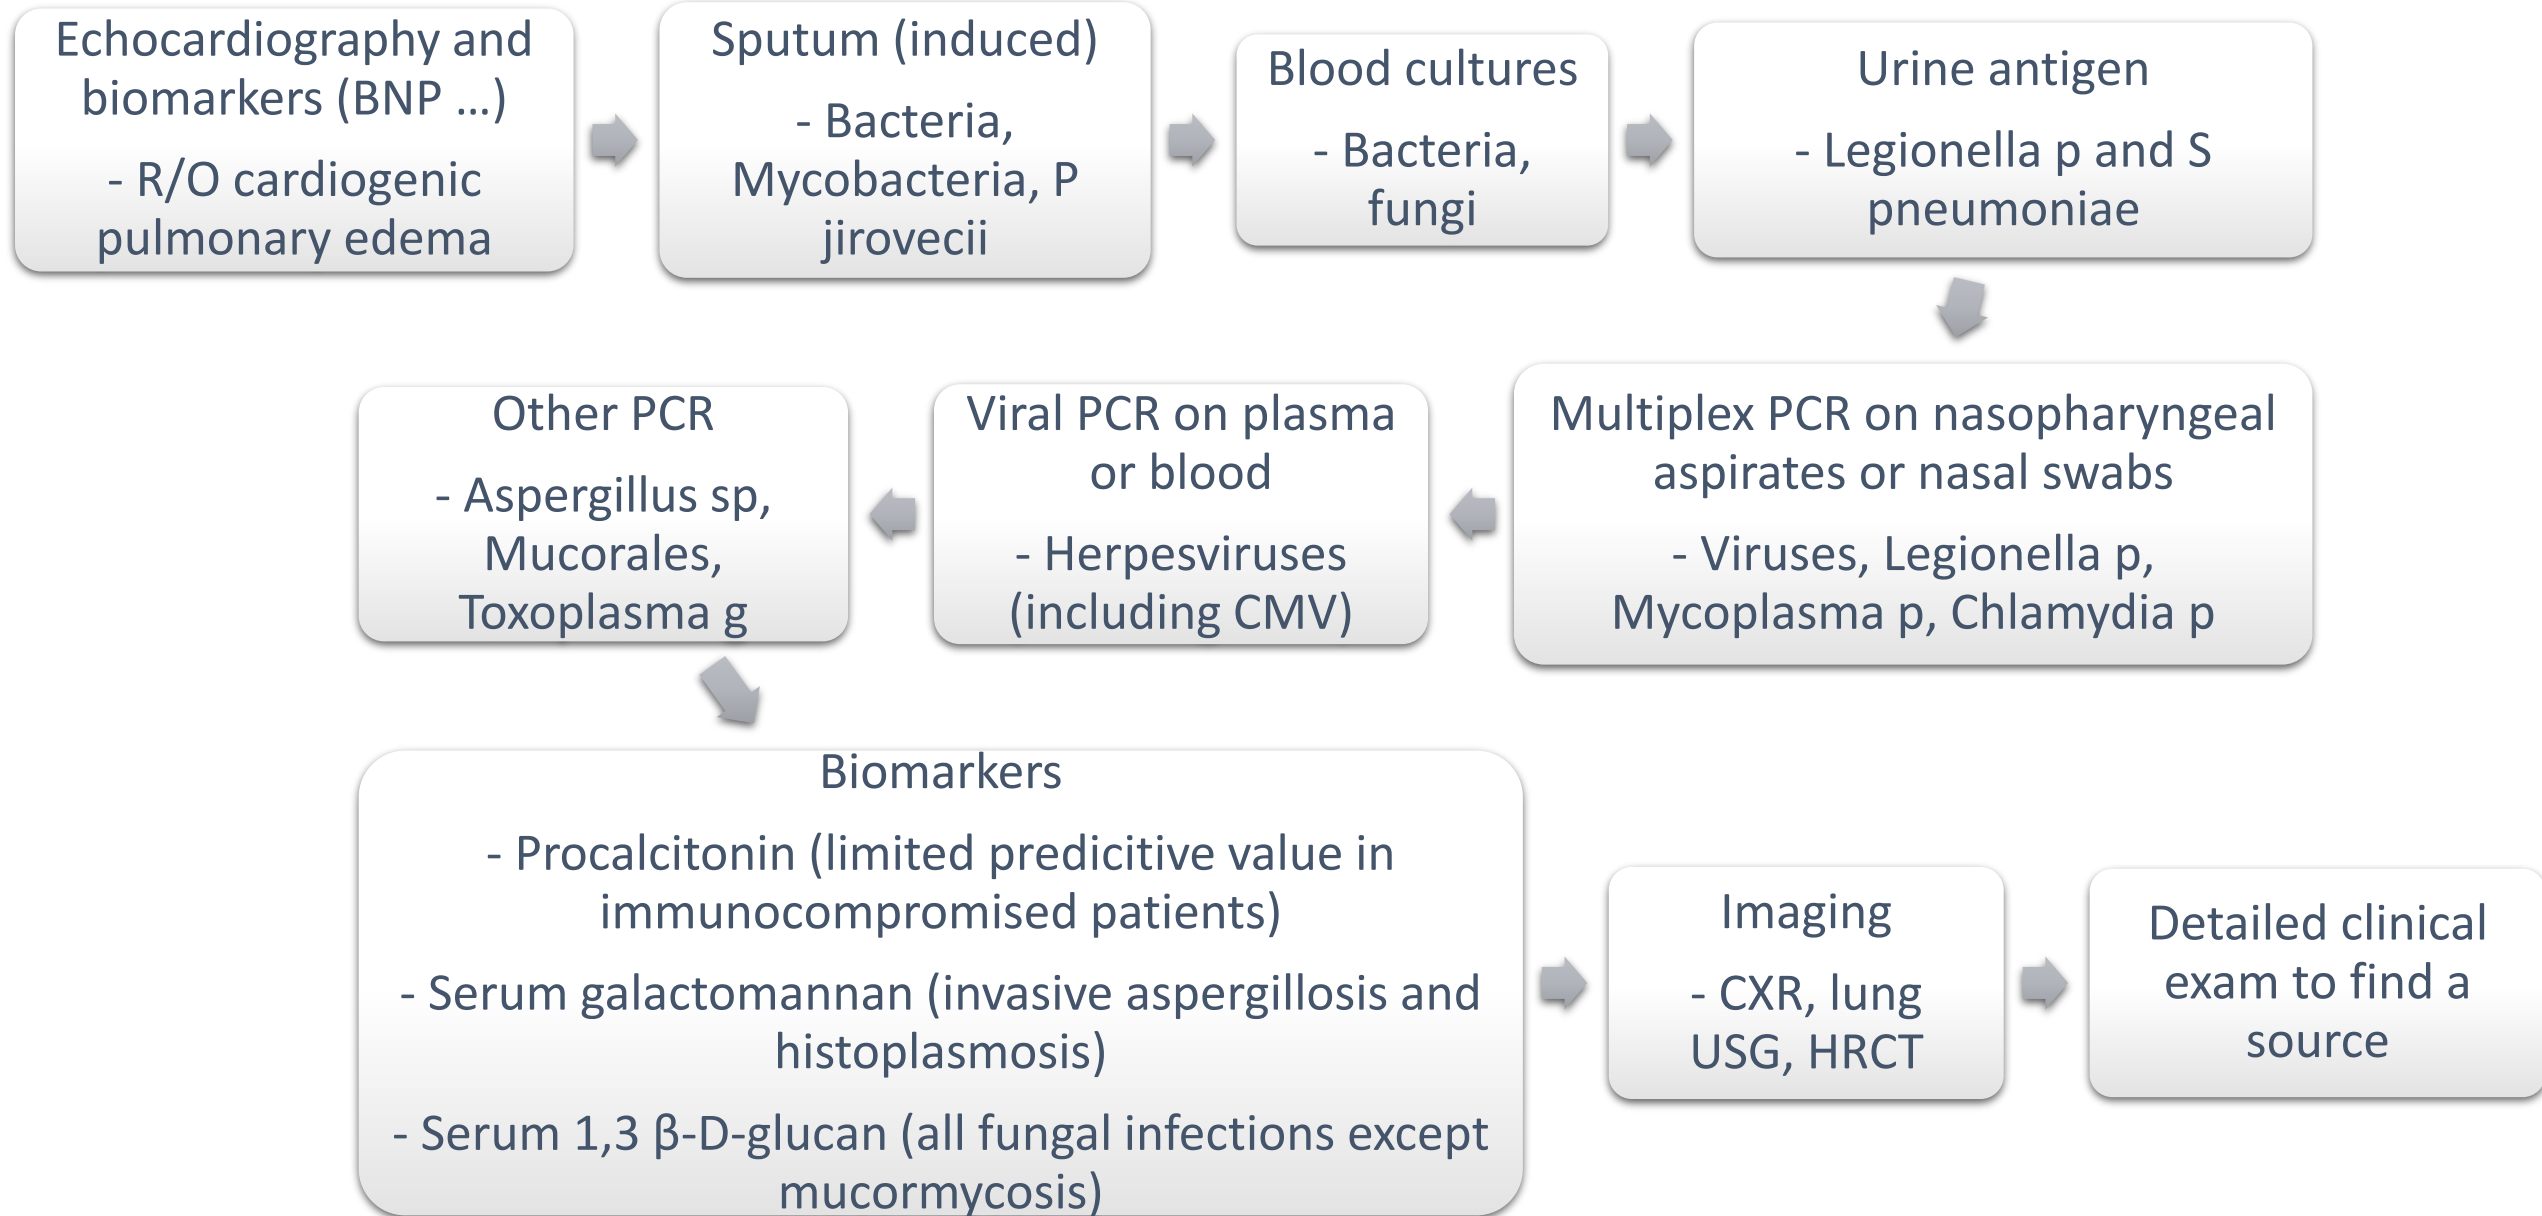 Echocardiography and
biomarkers (BNP ...)
- R/O cardiogenic
pulmonary edema
Sputum (induced)
- Bacteria,
Mycobacteria, P
jirovecii
Blood cultures
- Bacteria,
fungi
Urine antigen
- Legionella p and S
pneumoniae
Multiplex PCR on nasopharyngeal
aspirates or nasal swabs
- Viruses, Legionella p,
Mycoplasma p, Chlamydia p
Viral PCR on plasma
or blood
- Herpesviruses
(including CMV)
Other PCR
- Aspergillus sp,
Mucorales,
Toxoplasma g
Biomarkers
- Procalcitonin (limited predicitive value in
immunocompromised patients)
- Serum galactomannan (invasive aspergillosis and
histoplasmosis)
- Serum 1,3 β-D-glucan (all fungal infections except
mucormycosis)
Imaging
- CXR, lung
USG, HRCT
Detailed clinical
exam to find a
source